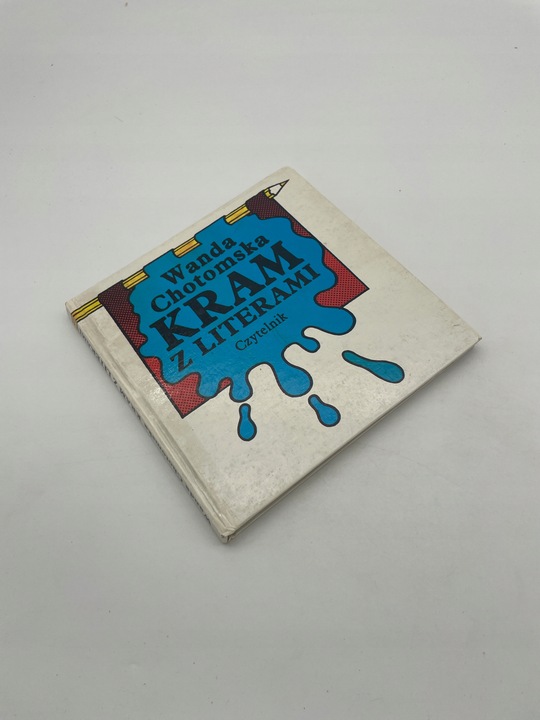 Wanda
Chotomska
KRAM
Z LITERAMI
Czytelnik